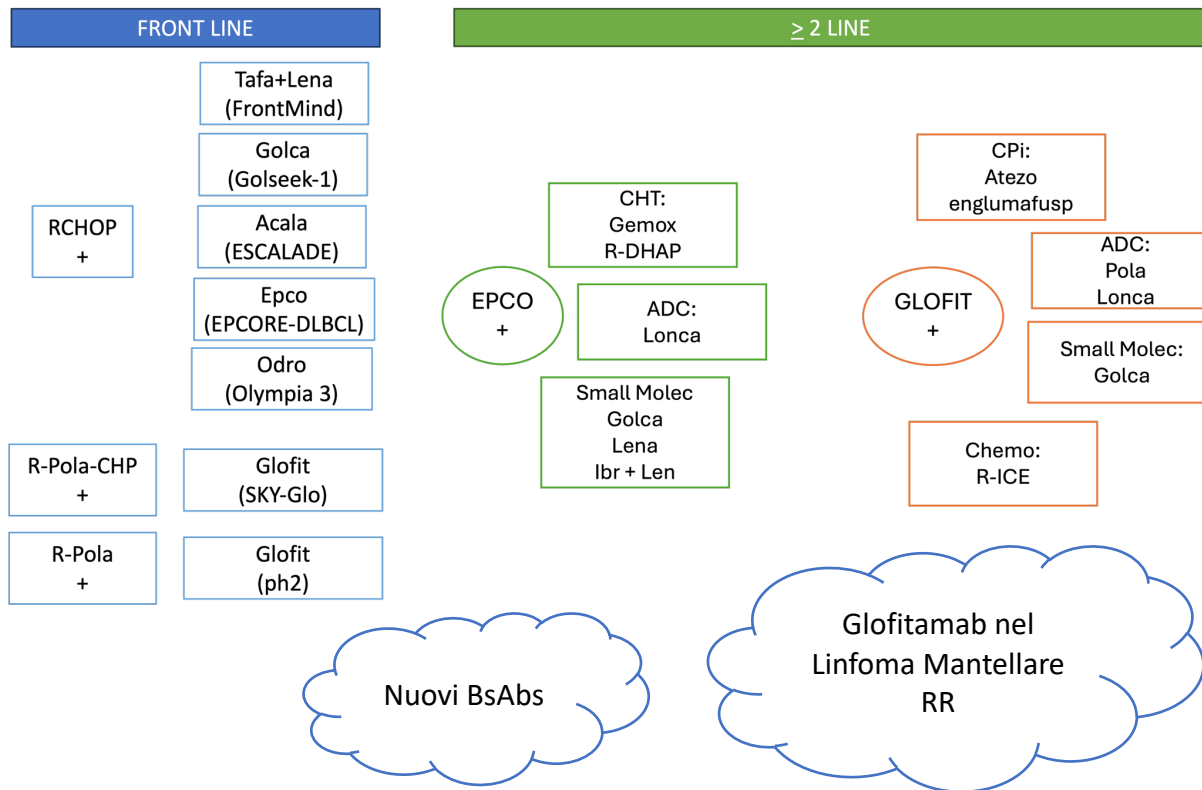 FRONT LINE
≥ 2 LINE
RCHOP
+
Tafa+Lena
(FrontMind)
Golca
(Golseek-1)
Acala
(ESCALADE)
Epco
(EPCORE-DLBCL)
Odro
(Olympia 3)
R-Pola-CHP
+
Glofit
(SKY-Glo)
R-Pola
+
Glofit
(ph2)
EPCO
+
CHT:
Gemox
R-DHAP
ADC:
Lonca
Small Molec
Golca
Lena
Ibr + Len
GLOFIT
+
CPi:
Atezo
englumafusp
ADC:
Pola
Lonca
Small Molec:
Golca
Chemo:
R-ICE
Nuovi BsAbs
Glofitamab nel
Linfoma Mantellare
RR